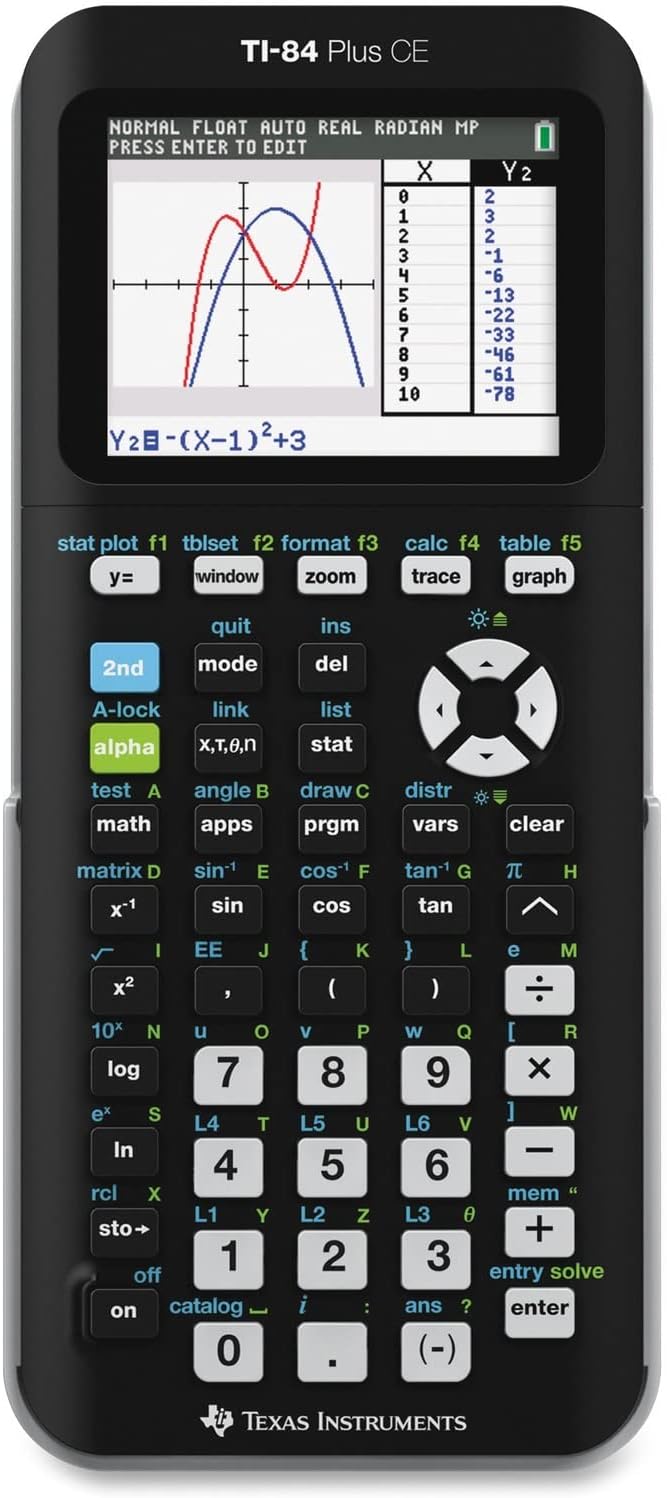 TI-84 Plus CE
NORMAL FLOAT AUTO REAL RADIAN MP
PRESS ENTER TO EDIT
X Y2
0 2
1 3
2 2
3 -1
4 -6
5 -13
6 -22
7 -33
8 -46
9 -61
10 -78
Y2=-(X-1)²+3
stat plot f1 tblset f2 format f3 calc f4 table f5
y= window zoom trace graph
quit ins
2nd mode del
A-lock link list
alpha X,T,θ,n stat
test A angle B draw C distr
math apps prgm vars clear
matrix D sin⁻¹ E cos⁻¹ F tan⁻¹ G π H
x⁻¹ sin cos tan ^
√ I EE J { K } L e M
x² , ( ) ÷
10ˣ N u O v P w Q [ R
log 7 8 9 ×
eˣ S L4 T L5 U L6 V ] W
ln 4 5 6 −
rcl X L1 Y L2 Z L3 θ mem “
sto→ 1 2 3 +
off catalog ⎵ i : ans ? entry solve
on 0 . (-) enter
TEXAS INSTRUMENTS